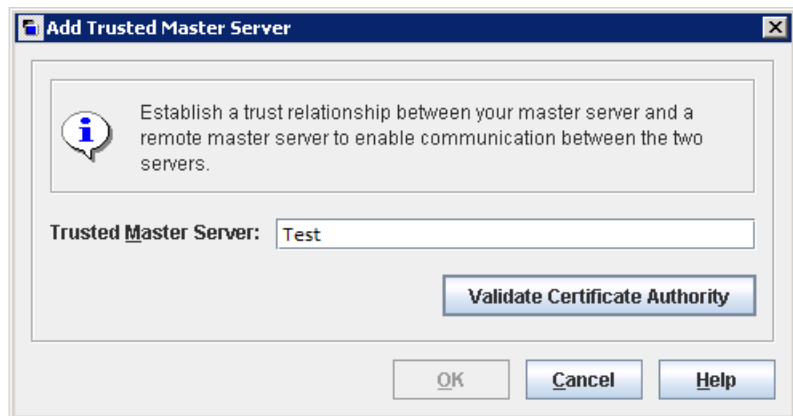 Add Trusted Master Server
Establish a trust relationship between your master server and a
remote master server to enable communication between the two
servers.
Trusted Master Server: Test
Validate Certificate Authority
OK Cancel Help